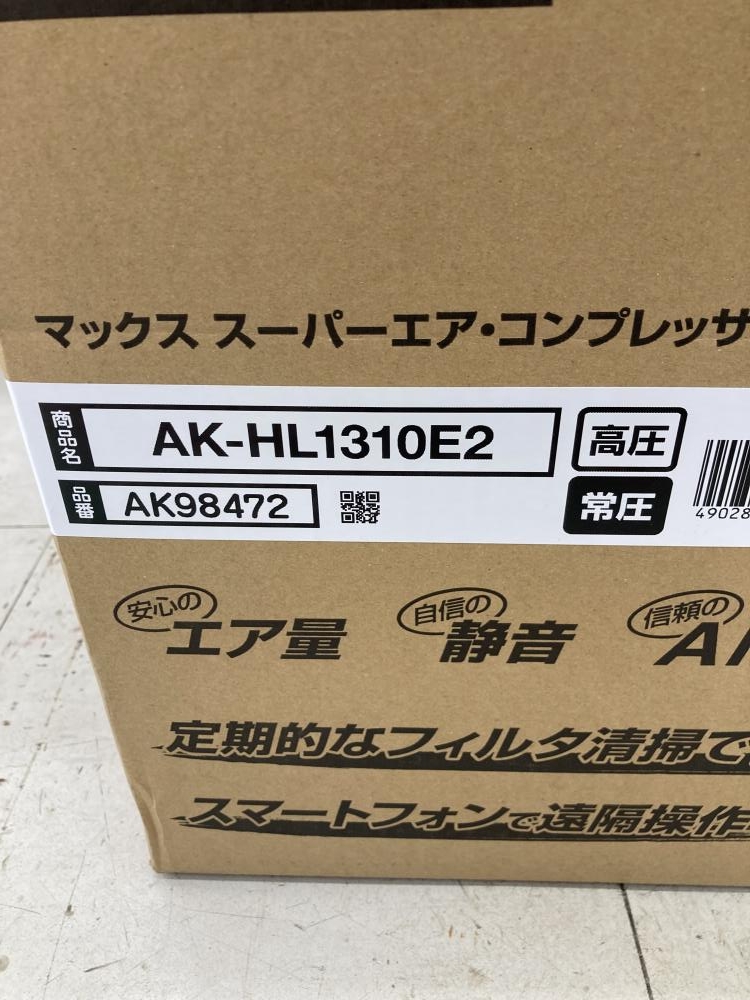 マックス スーパーエア・コンプレッサ
商品名
AK-HL1310E2
高圧
品番
AK98472
常圧
49028
安心の
エア量
自信の
静音
信頼の
定期的なフィルタ清掃で
スマートフォンで遠隔操作